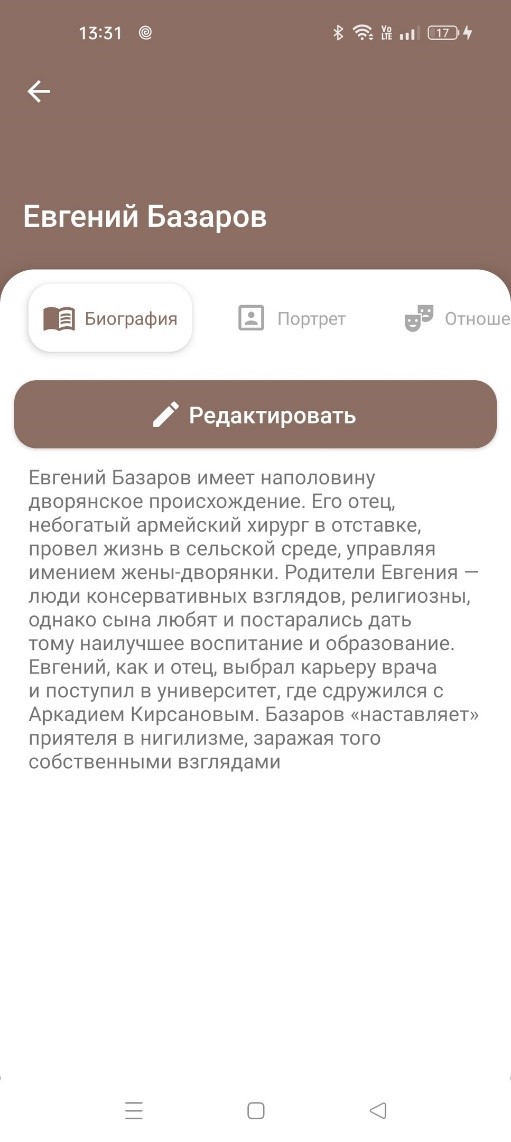 13:31
Vo
LTE
17
Евгений Базаров
Биография
Портрет
Отноше
Редактировать
Евгений Базаров имеет наполовину
дворянское происхождение. Его отец,
небогатый армейский хирург в отставке,
провел жизнь в сельской среде, управляя
имением жены-дворянки. Родители Евгения —
люди консервативных взглядов, религиозны,
однако сына любят и постарались дать
тому наилучшее воспитание и образование.
Евгений, как и отец, выбрал карьеру врача
и поступил в университет, где сдружился с
Аркадием Кирсановым. Базаров «наставляет»
приятеля в нигилизме, заражая того
собственными взглядами